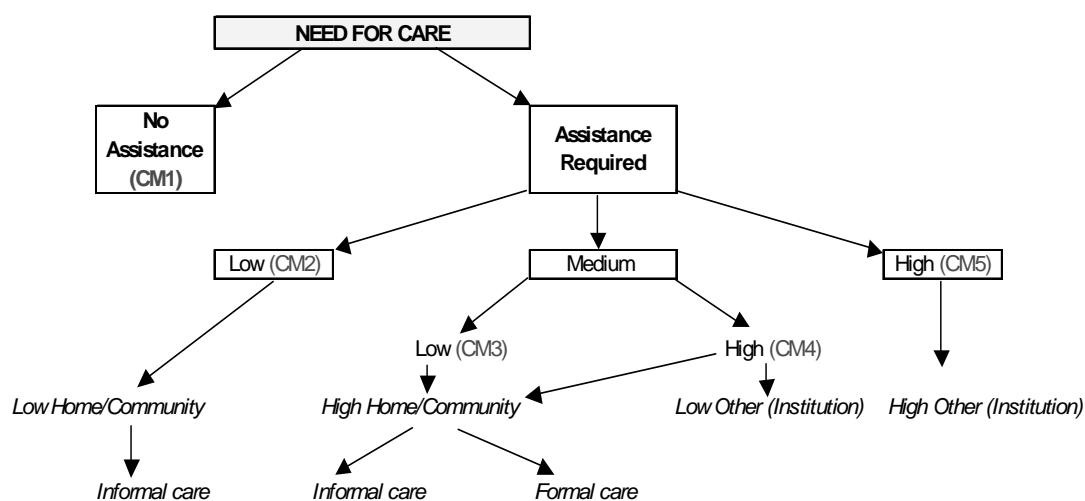 NEED FOR CARE
No
Assistance
(CM1)
Assistance
Required
Low (CM2)
Medium
High (CM5)
Low (CM3)
High (CM4)
Low Home/Community
High Home/Community
Low Other (Institution)
High Other (Institution)
Informal care
Informal care
Formal care